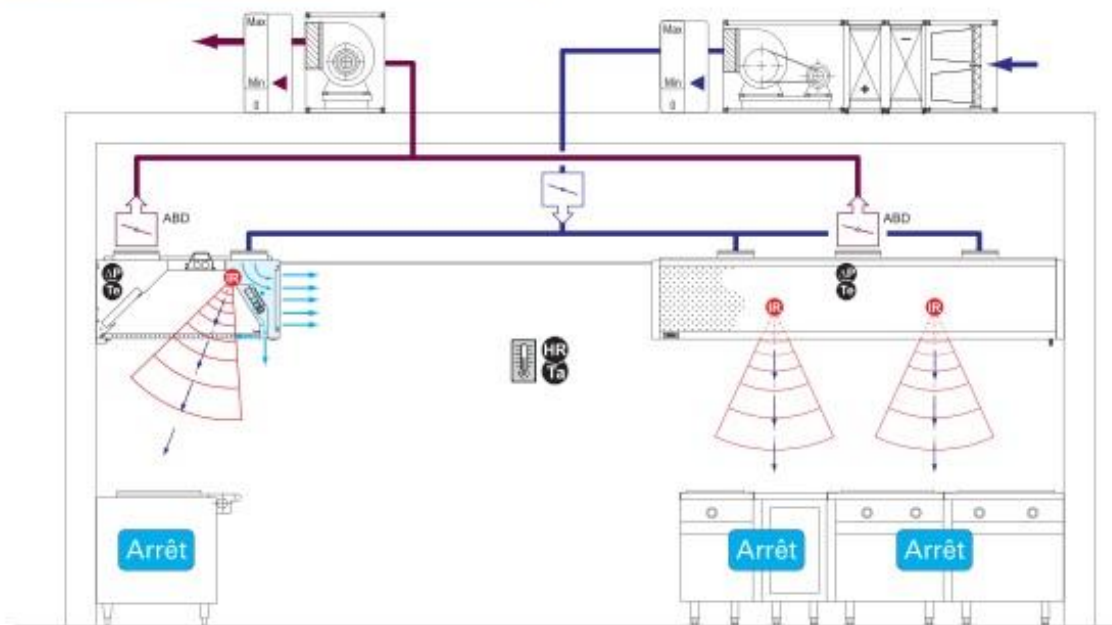 Max
Min
0
Max
Min
0
+
−
ABD
ABD
ΔP
Te
IR
ΔP
Te
IR
IR
HR
Ta
Arrêt
Arrêt
Arrêt